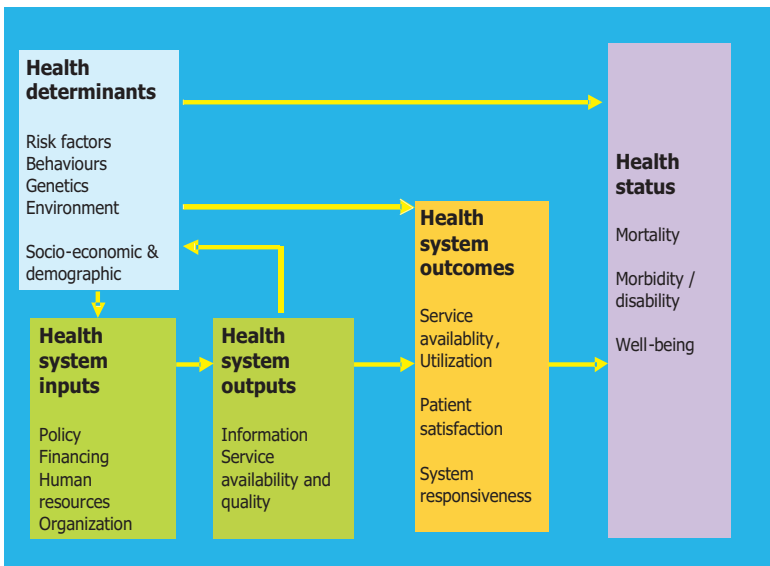 Health
determinants
Risk factors
Behaviours
Genetics
Environment
Socio-economic &
demographic
Health
system
inputs
Policy
Financing
Human
resources
Organization
Health
system
outputs
Information
Service
availability and
quality
Health
system
outcomes
Service
availablity,
Utilization
Patient
satisfaction
System
responsiveness
Health
status
Mortality
Morbidity /
disability
Well-being